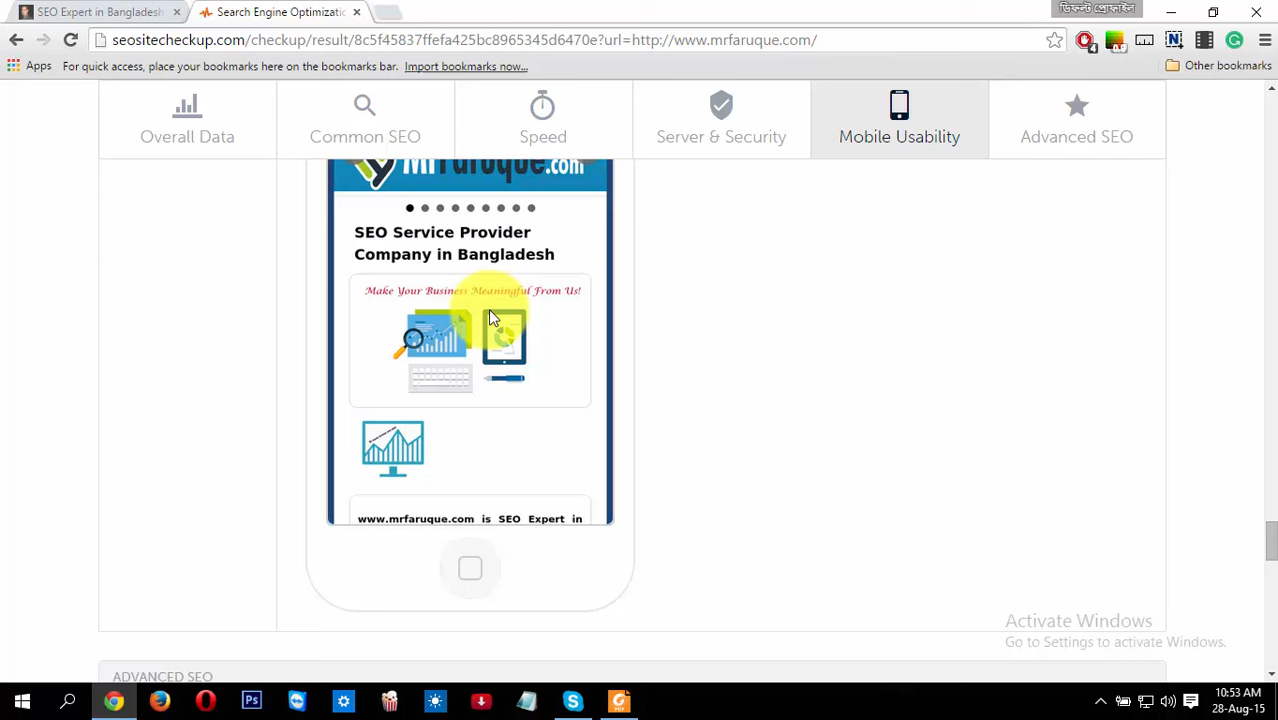 SEO Expert in Bangladesh
Search Engine Optimizatic
ডিফল্ট প্রোফাইল
seositecheckup.com/checkup/result/8c5f45837ffefa425bc8965345d6470e?url=http://www.mrfaruque.com/
4
Apps
For quick access, place your bookmarks here on the bookmarks bar.
Import bookmarks now...
Other bookmarks
Overall Data
Common SEO
Speed
Server & Security
Mobile Usability
Advanced SEO
MrFaruque.com
SEO Service Provider
Company in Bangladesh
Make Your Business Meaningful From Us!
www.mrfaruque.com is SEO Expert in
Activate Windows
Go to Settings to activate Windows.
ADVANCED SEO
10:53 AM
28-Aug-15